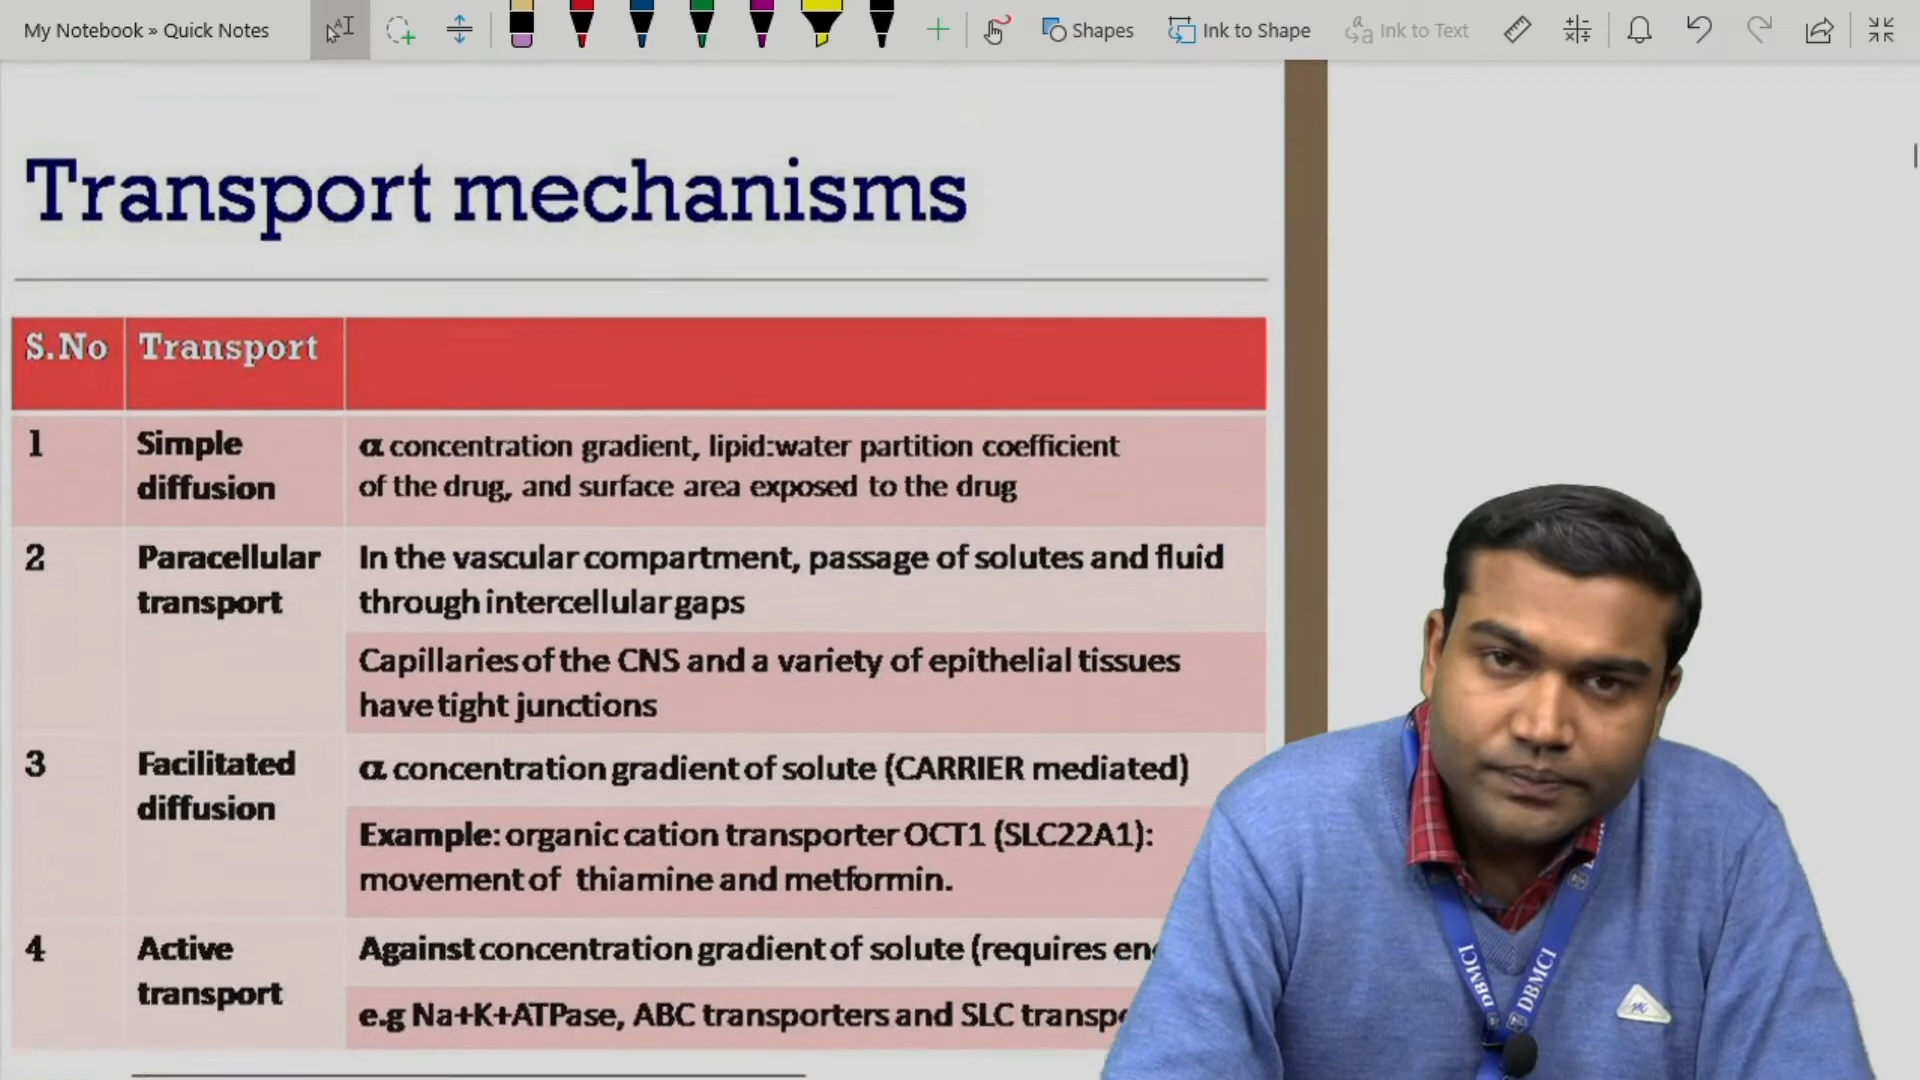 My Notebook » Quick Notes
Shapes
Ink to Shape
Ink to Text
Transport mechanisms
S.No Transport
1 Simple diffusion
α concentration gradient, lipid:water partition coefficient
of the drug, and surface area exposed to the drug
2 Paracellular transport
In the vascular compartment, passage of solutes and fluid
through intercellular gaps
Capillaries of the CNS and a variety of epithelial tissues
have tight junctions
3 Facilitated diffusion
α concentration gradient of solute (CARRIER mediated)
Example: organic cation transporter OCT1 (SLC22A1):
movement of thiamine and metformin.
4 Active transport
Against concentration gradient of solute (requires
e.g Na+K+ATPase, ABC transporters and SLC
DBMCI
DBMCI